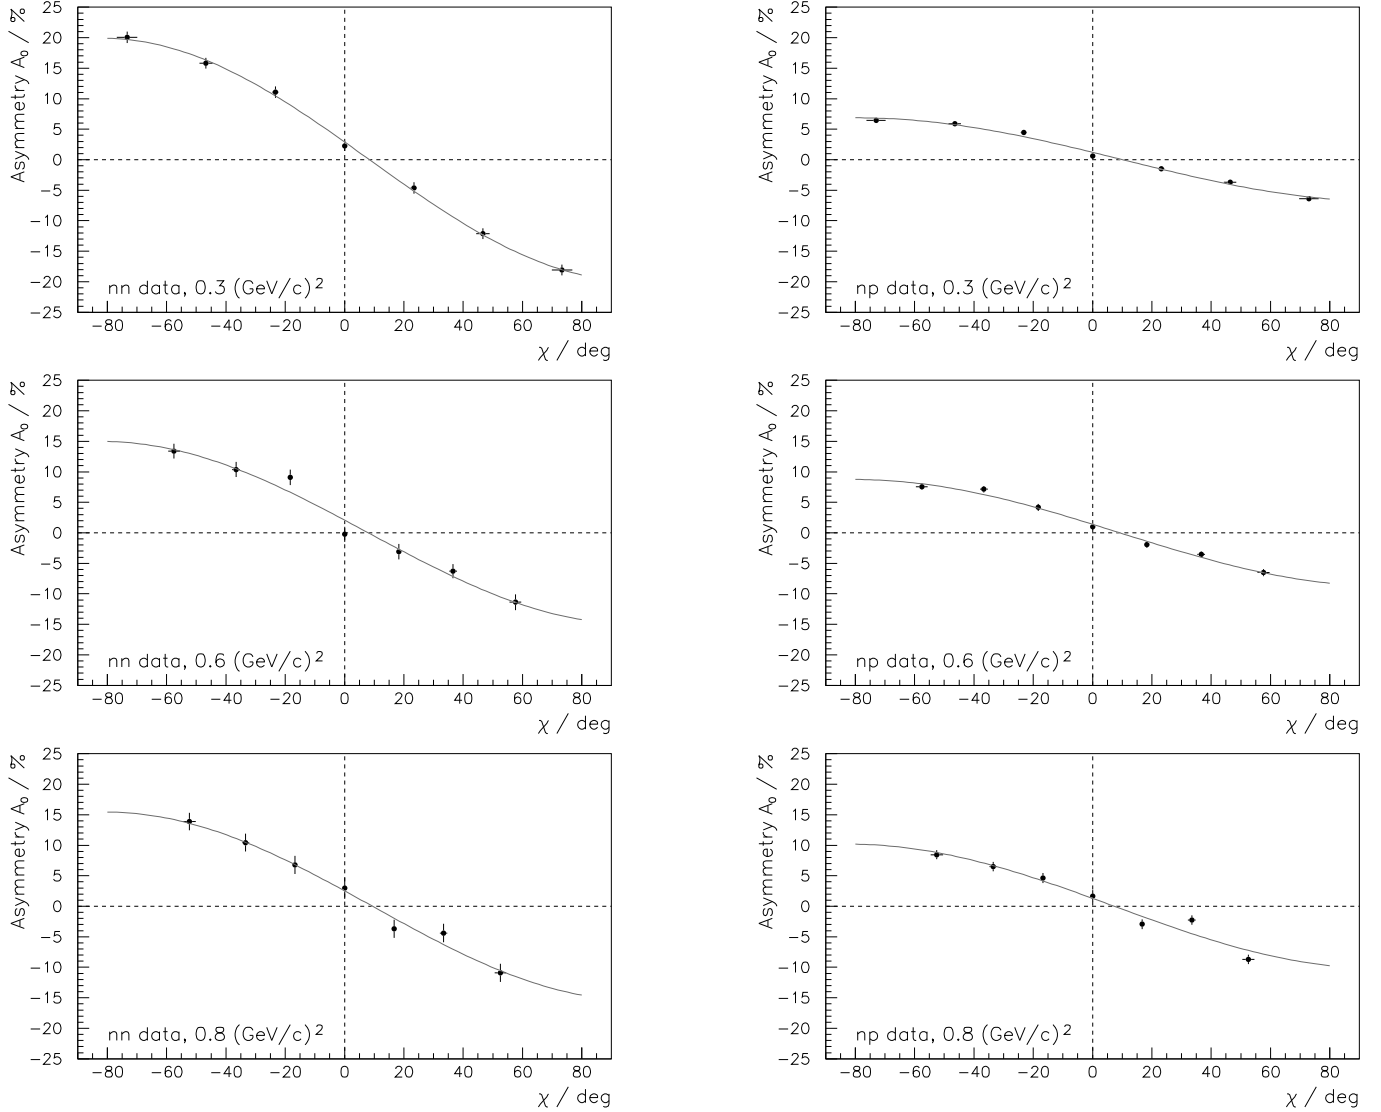 Asymmetry A₀ / %
25
20
15
10
5
0
−5
−10
−15
−20
−25
nn data, 0.3 (GeV/c)²
−80 −60 −40 −20 0 20 40 60 80
χ / deg
Asymmetry A₀ / %
25
20
15
10
5
0
−5
−10
−15
−20
−25
np data, 0.3 (GeV/c)²
−80 −60 −40 −20 0 20 40 60 80
χ / deg
Asymmetry A₀ / %
25
20
15
10
5
0
−5
−10
−15
−20
−25
nn data, 0.6 (GeV/c)²
−80 −60 −40 −20 0 20 40 60 80
χ / deg
Asymmetry A₀ / %
25
20
15
10
5
0
−5
−10
−15
−20
−25
np data, 0.6 (GeV/c)²
−80 −60 −40 −20 0 20 40 60 80
χ / deg
Asymmetry A₀ / %
25
20
15
10
5
0
−5
−10
−15
−20
−25
nn data, 0.8 (GeV/c)²
−80 −60 −40 −20 0 20 40 60 80
χ / deg
Asymmetry A₀ / %
25
20
15
10
5
0
−5
−10
−15
−20
−25
np data, 0.8 (GeV/c)²
−80 −60 −40 −20 0 20 40 60 80
χ / deg